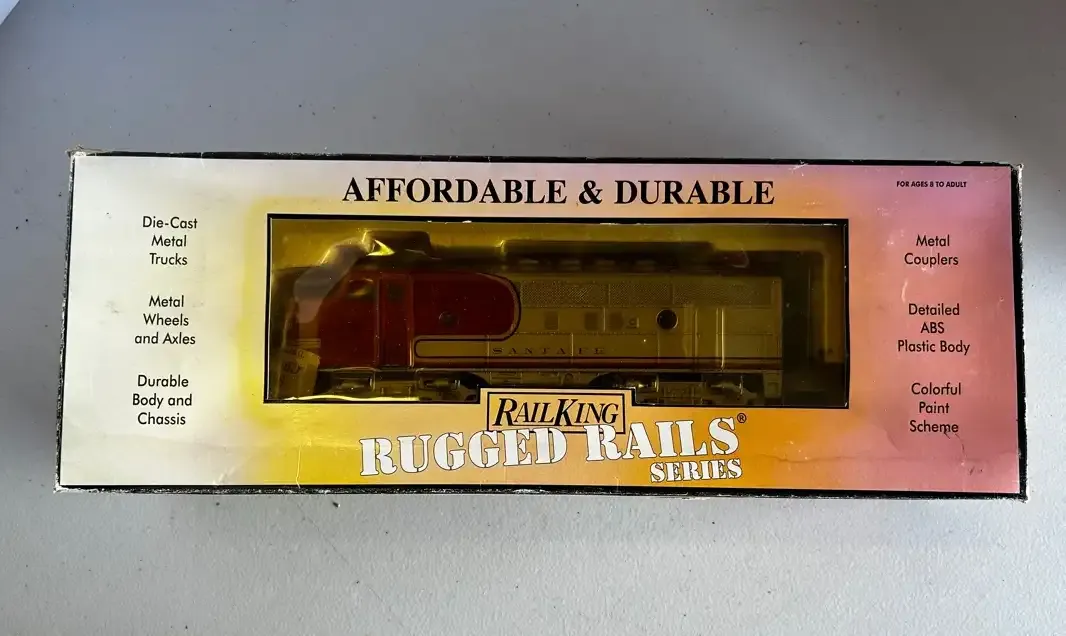 AFFORDABLE & DURABLE
FOR AGES 8 TO ADULT
Die-Cast
Metal
Trucks
Metal
Wheels
and Axles
Durable
Body and
Chassis
SANTA FE
Metal
Couplers
Detailed
ABS
Plastic Body
Colorful
Paint
Scheme
RAILKING
RUGGED RAILS®
SERIES